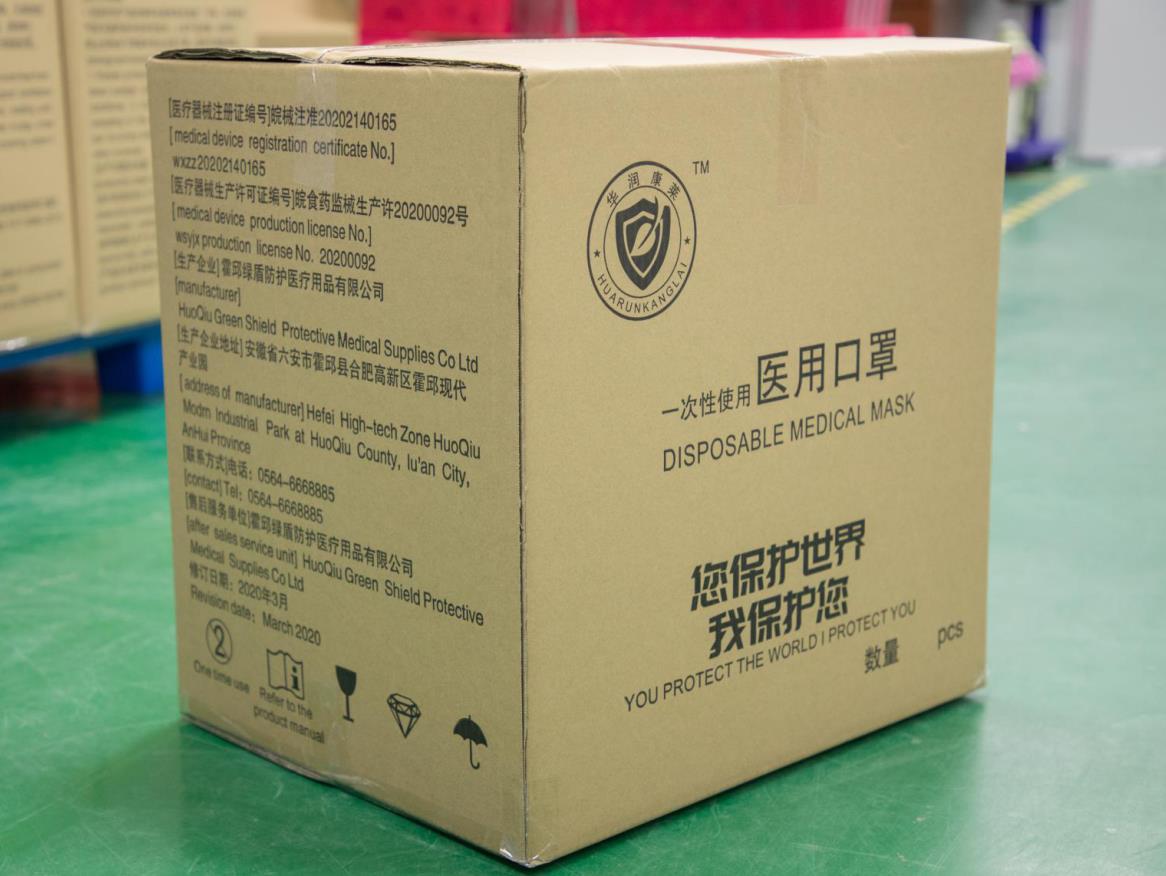 [医疗器械注册证编号]皖械注准20202140165
[medical device registration certificate No.]
wxzz20202140165
[医疗器械生产许可证编号]皖食药监械生产许20200092号
[medical device production license No.]
wsyjx production license No. 20200092
[生产企业]霍邱绿盾防护医疗用品有限公司
[manufacturer]
HuoQiu Green Shield Protective Medical Supplies Co Ltd
[生产企业地址] 安徽省六安市霍邱县合肥高新区霍邱现代
产业园
[address of manufacturer] Hefei High-tech Zone HuoQiu
Modrn Industrial Park at HuoQiu County, lu'an City,
AnHui Province
[联系方式]电话：0564-6668885
[contact] Tel：0564-6668885
[售后服务单位]霍邱绿盾防护医疗用品有限公司
[after sales service unit] HuoQiu Green Shield Protective
Medical Supplies Co Ltd
修订日期：2020年3月
Revision date：March 2020
2
One time use
i
Refer to the
product manual
华润康莱
TM
HUARUNKANGLAI
一次性使用医用口罩
DISPOSABLE MEDICAL MASK
您保护世界
我保护您
YOU PROTECT THE WORLD I PROTECT YOU
数量 pcs